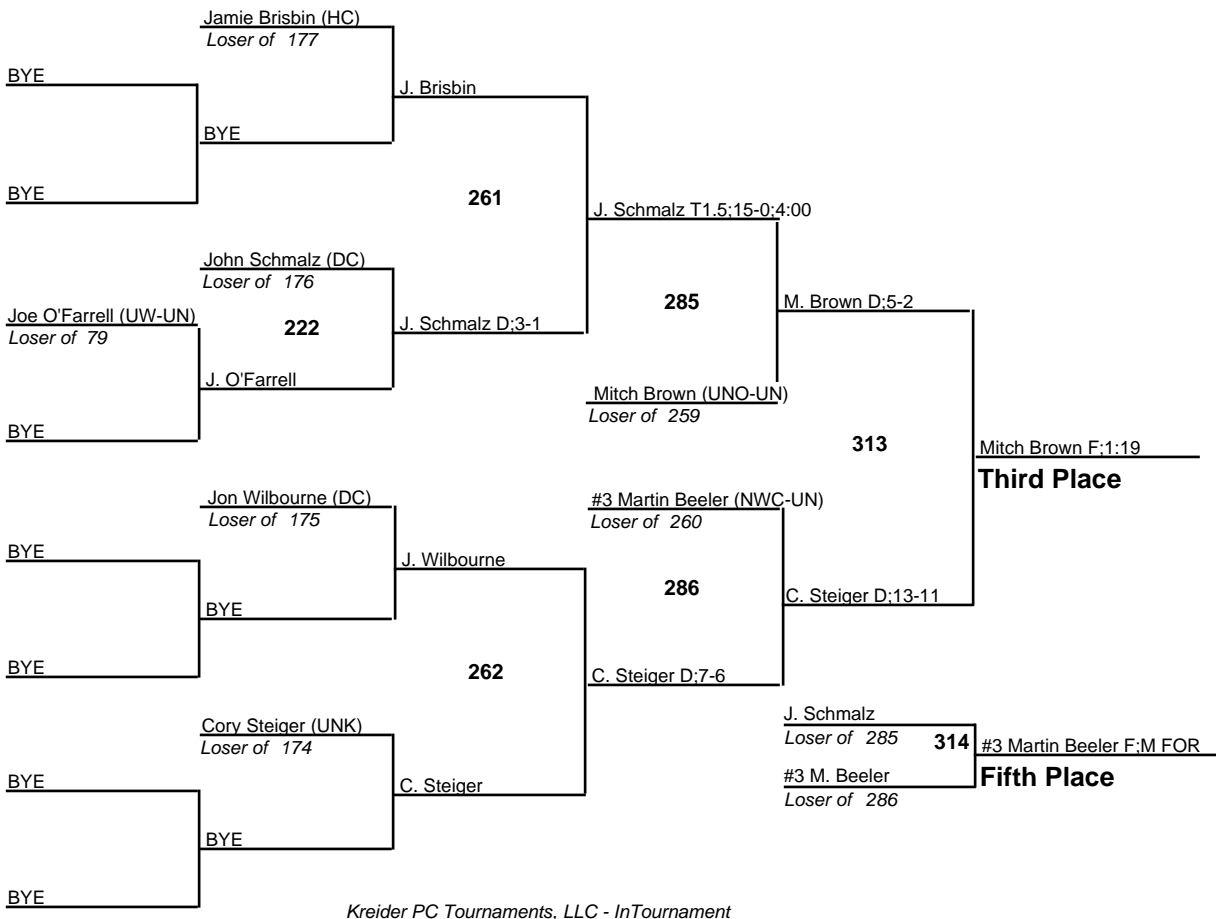 Jamie Brisbin (HC)
Loser of 177
BYE
J. Brisbin
BYE
BYE
261
J. Schmalz T1.5;15-0;4:00
John Schmalz (DC)
Loser of 176
285
M. Brown D;5-2
Joe O'Farrell (UW-UN)
Loser of 79
222
J. Schmalz D;3-1
J. O'Farrell
Mitch Brown (UNO-UN)
Loser of 259
BYE
313
Mitch Brown F;1:19
Third Place
Jon Wilbourne (DC)
Loser of 175
#3 Martin Beeler (NWC-UN)
Loser of 260
BYE
J. Wilbourne
286
BYE
C. Steiger D;13-11
BYE
262
C. Steiger D;7-6
Cory Steiger (UNK)
Loser of 174
J. Schmalz
Loser of 285
314
#3 Martin Beeler F;M FOR
Fifth Place
BYE
C. Steiger
#3 M. Beeler
Loser of 286
BYE
BYE
Kreider PC Tournaments, LLC - InTournament